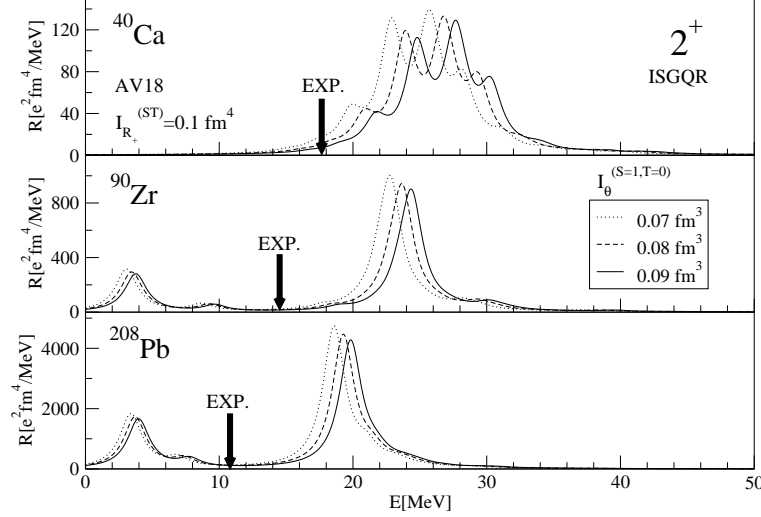 120
80
40
0
R[e²fm⁴/MeV]
⁴⁰Ca
AV18
I_{R₊}^{(ST)}=0.1 fm⁴
EXP.
2⁺
ISGQR
800
400
0
R[e²fm⁴/MeV]
⁹⁰Zr
EXP.
I_θ^{(S=1,T=0)}
0.07 fm³
0.08 fm³
0.09 fm³
4000
2000
0
R[e²fm⁴/MeV]
²⁰⁸Pb
EXP.
0 10 20 30 40 50
E[MeV]